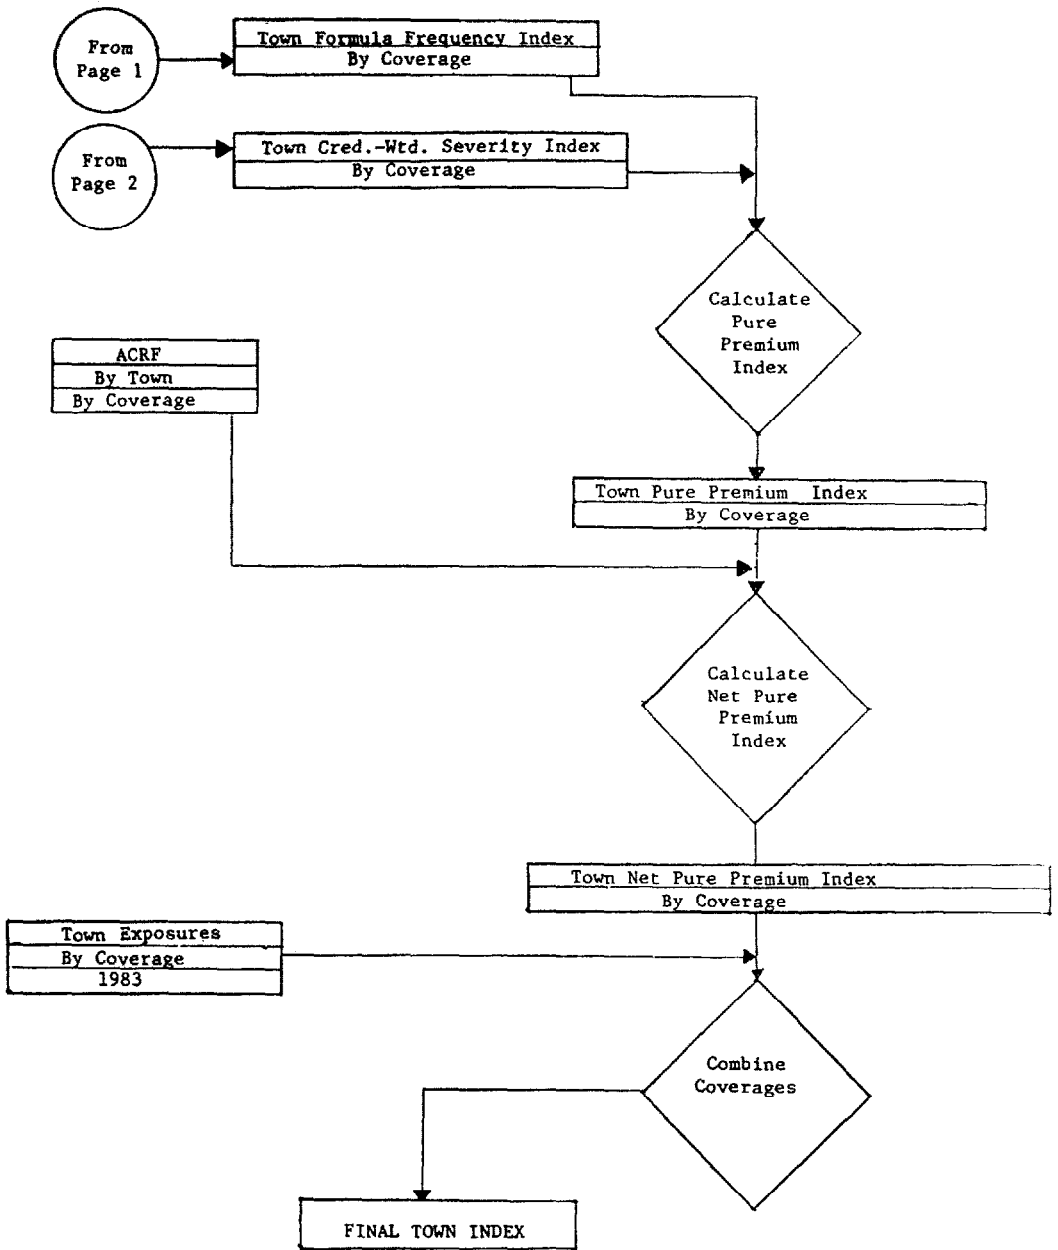 From
Page 1
Town Formula Frequency Index
By Coverage
From
Page 2
Town Cred.-Wtd. Severity Index
By Coverage
Calculate
Pure
Premium
Index
ACRF
By Town
By Coverage
Town Pure Premium Index
By Coverage
Calculate
Net Pure
Premium
Index
Town Net Pure Premium Index
By Coverage
Town Exposures
By Coverage
1983
Combine
Coverages
FINAL TOWN INDEX